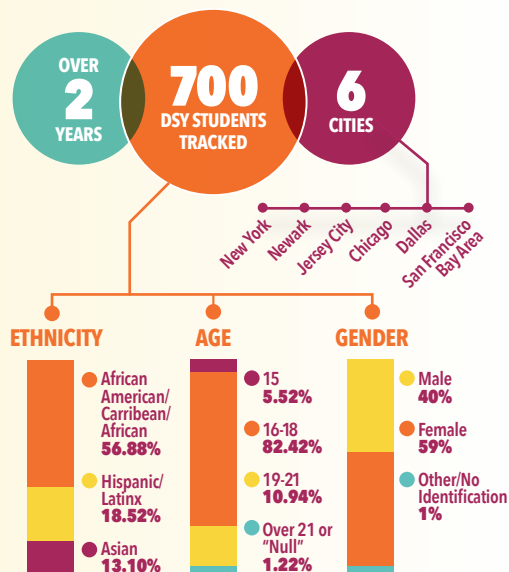 OVER
2
YEARS
700
DSY STUDENTS
TRACKED
6
CITIES
New York
Newark
Jersey City
Chicago
Dallas
San Francisco
Bay Area
ETHNICITY
African
American/
Carribean/
African
56.88%
Hispanic/
Latinx
18.52%
Asian
13.10%
AGE
15
5.52%
16-18
82.42%
19-21
10.94%
Over 21 or
"Null"
1.22%
GENDER
Male
40%
Female
59%
Other/No
Identification
1%